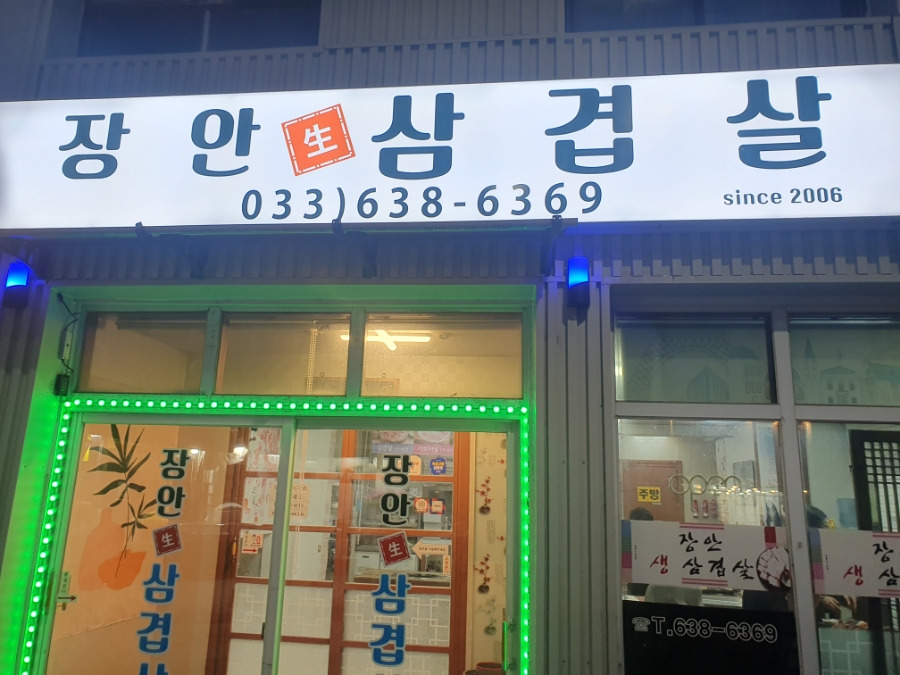 장안生삼겹살
033)638-6369
since 2006
장안
生
삼겹
장안
生
삼겹
주방
장안
생 삼겹살
장
생 삼
☎T.638-6369